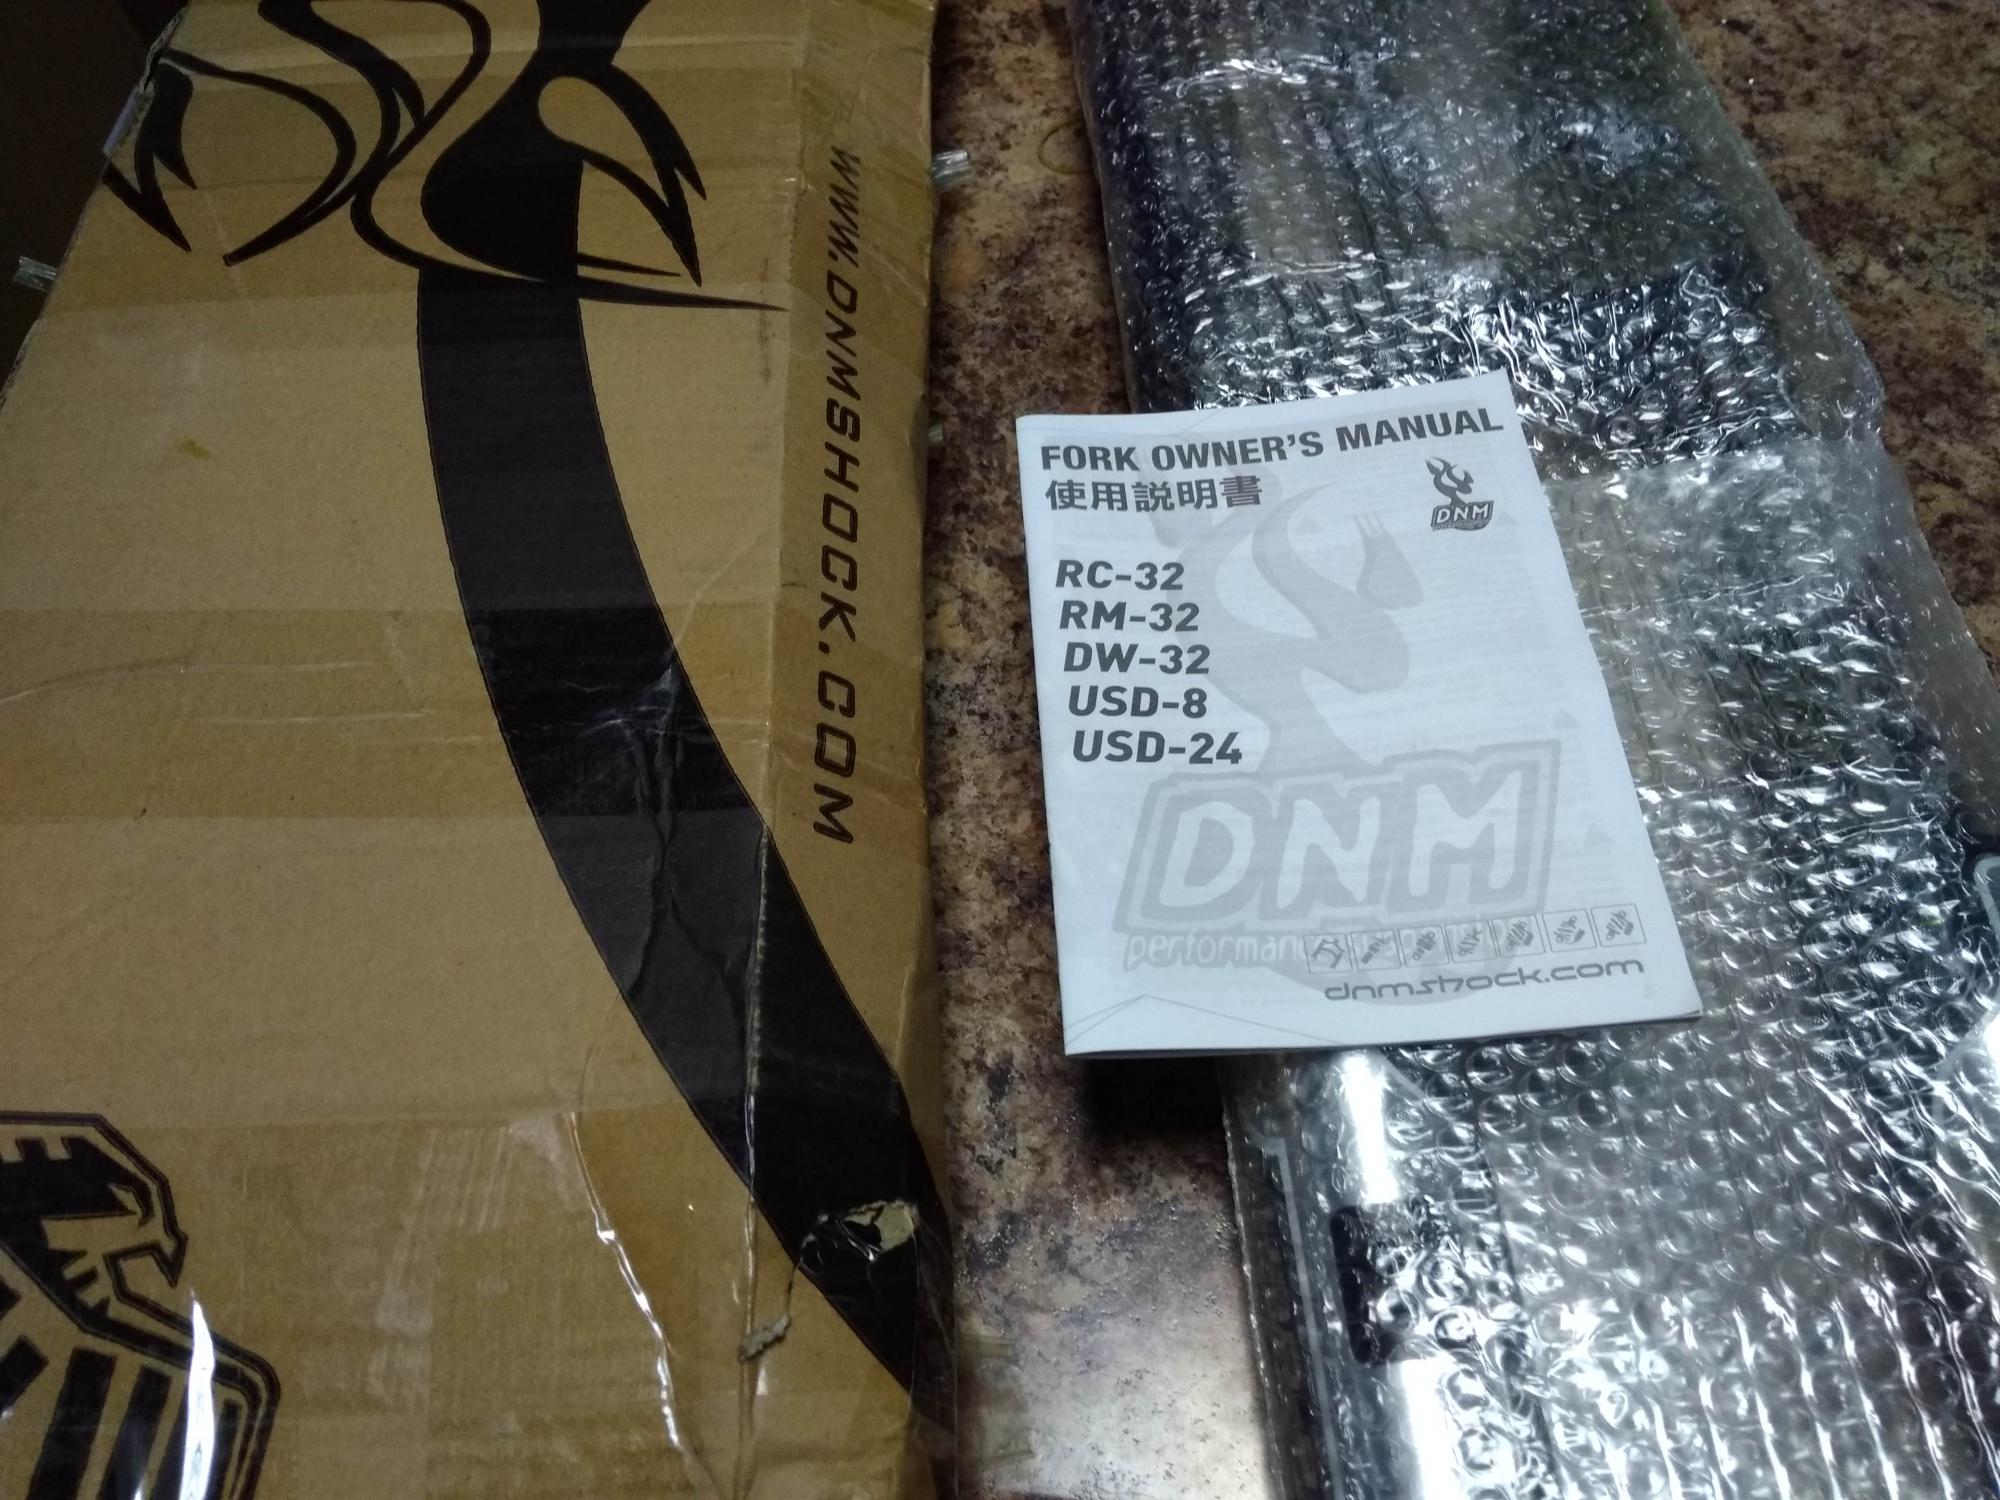 WWW.DNMSHOCK.COM
FORK OWNER'S MANUAL
使用説明書
DNM
RC-32
RM-32
DW-32
USD-8
USD-24
DNM
dnmshock.com